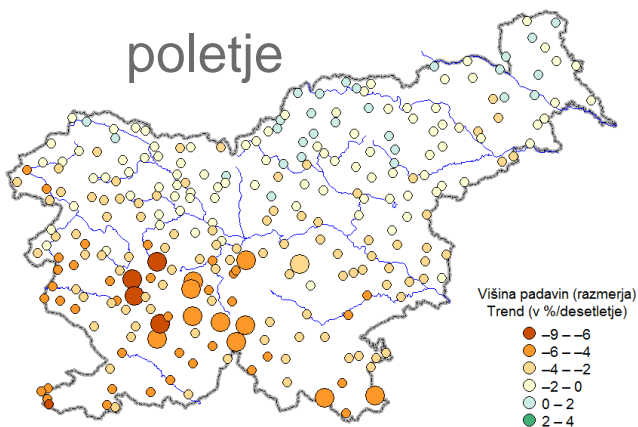 poletje
Višina padavin (razmerja)
Trend (v %/desetletje)
–9 – –6
–6 – –4
–4 – –2
–2 – 0
0 – 2
2 – 4